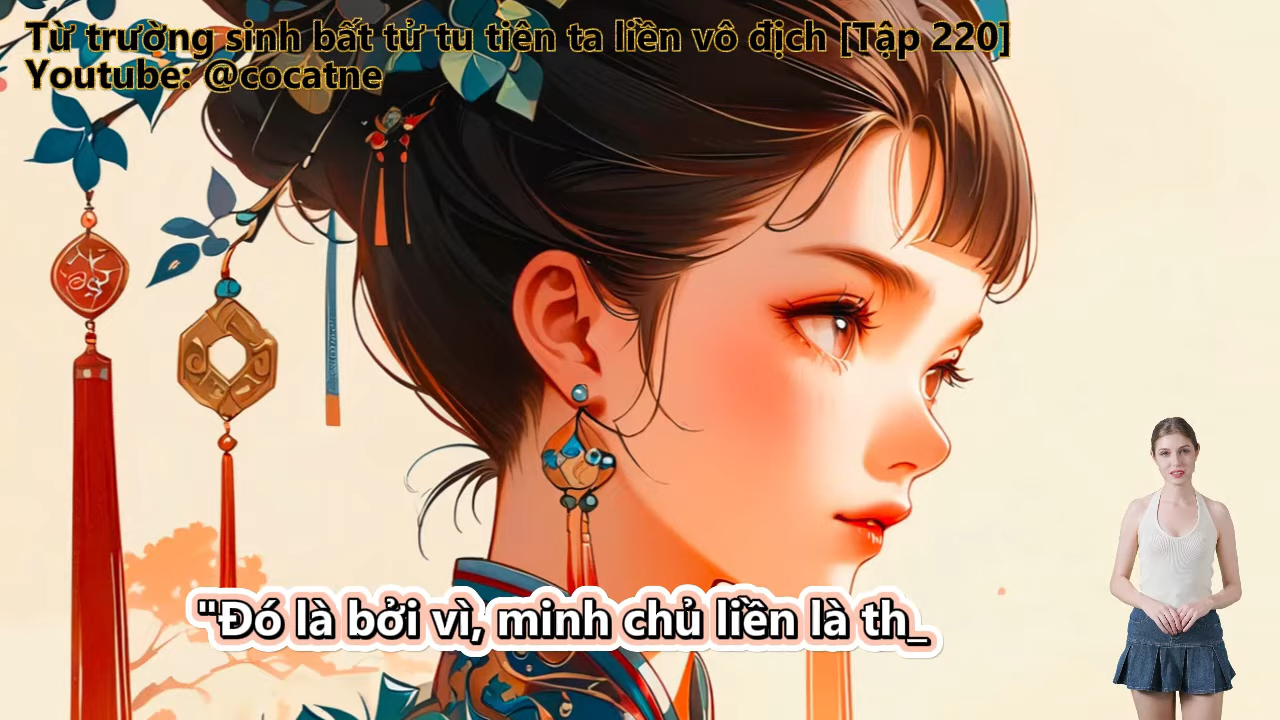 Từ trường sinh bất tử tu tiên ta liền vô địch [Tập 220]
Youtube: @cocatne
"Đó là bởi vì, minh chủ liền là th_